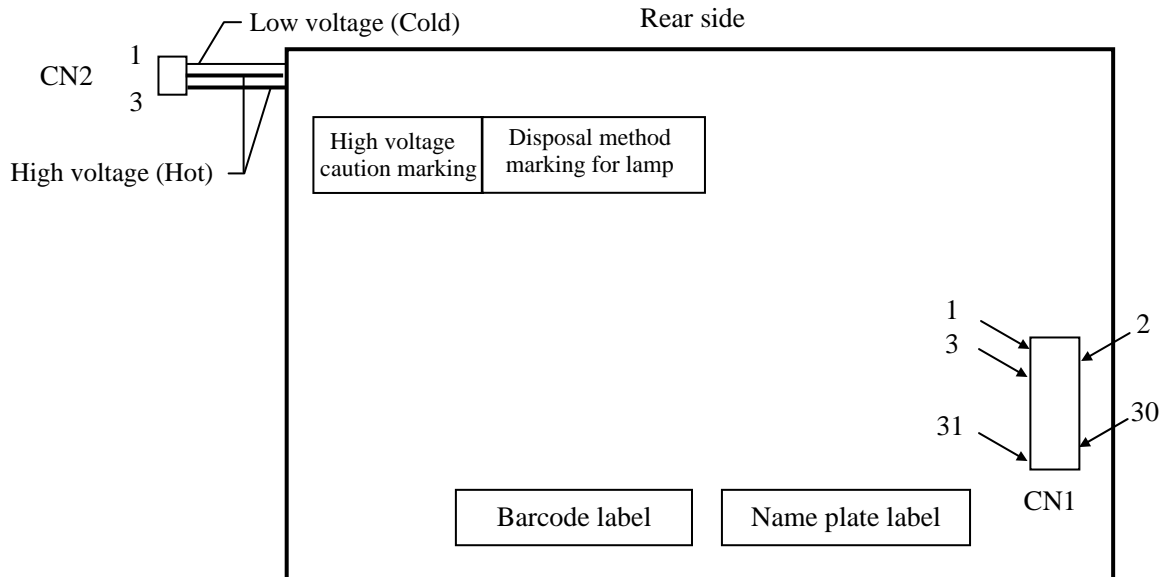 Rear side
Low voltage (Cold)
1
CN2
3
High voltage (Hot)
High voltage
caution marking
Disposal method
marking for lamp
1
2
3
31
30
CN1
Barcode label
Name plate label